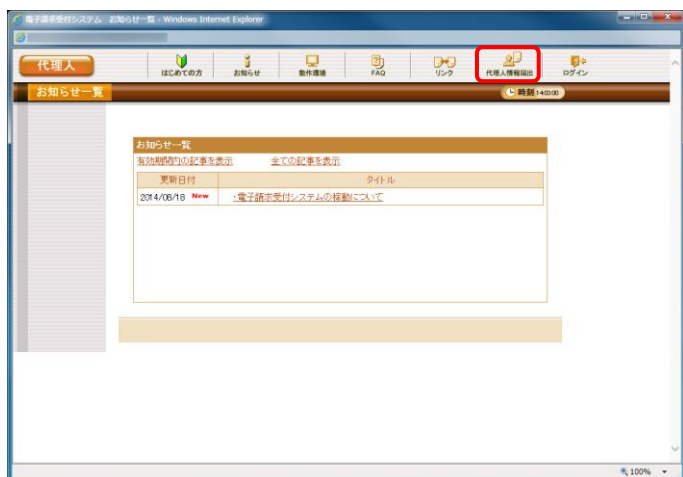 電子請求受付システム お知らせ一覧 - Windows Internet Explorer
代理人
はじめての方
お知らせ
動作環境
FAQ
リンク
代理人情報届出
ログイン
お知らせ一覧
時刻 14:00:00
お知らせ一覧
有効期間内の記事を表示 全ての記事を表示
更新日付 タイトル
2014/08/18 New ・電子請求受付システムの稼動について
100%